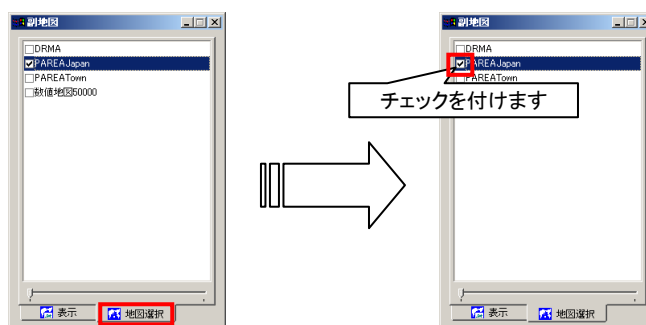 副地図
DRMA
PAREAJapan
PAREATown
数値地図50000
表示
地図選択
副地図
DRMA
PAREAJapan
PAREATown
チェックを付けます
表示
地図選択